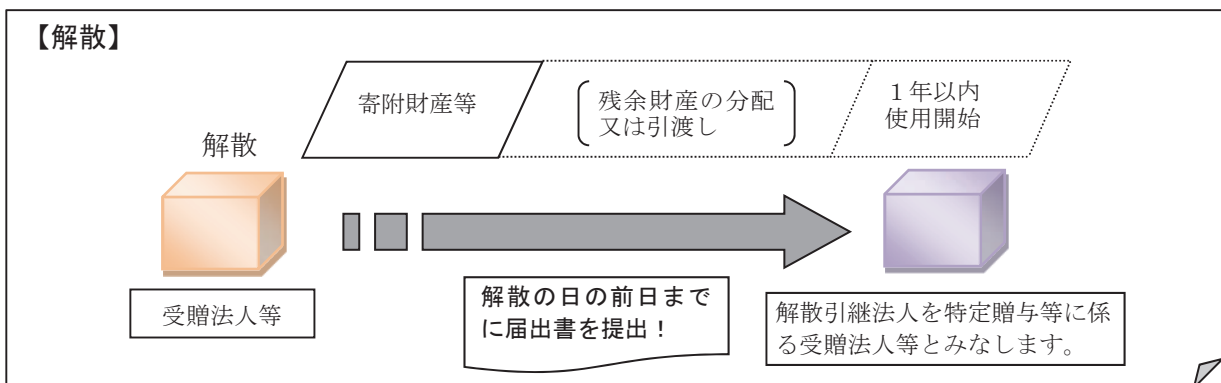 【解散】
寄附財産等
残余財産の分配
又は引渡し
１年以内
使用開始
解散
受贈法人等
解散の日の前日まで
に届出書を提出！
解散引継法人を特定贈与等に係
る受贈法人等とみなします。